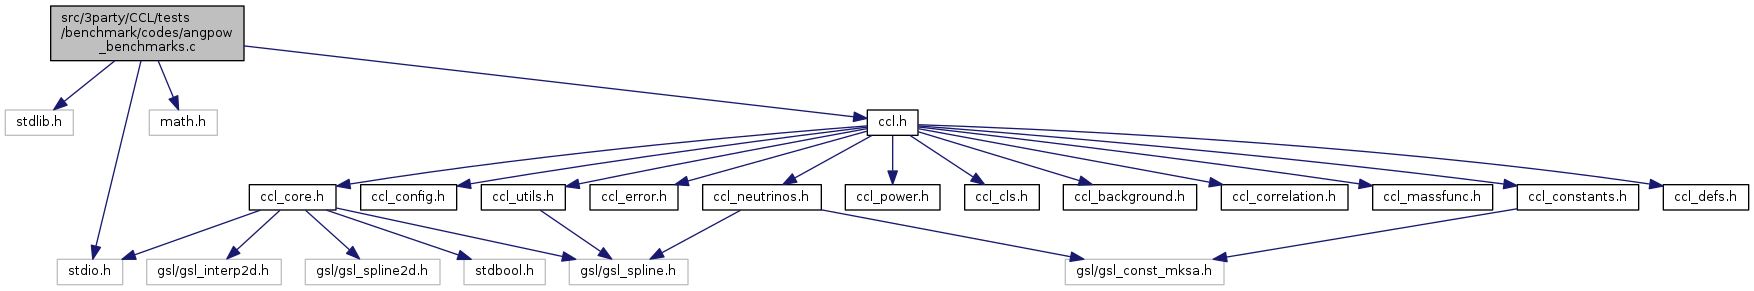 src/3party/CCL/tests
/benchmark/codes/angpow
_benchmarks.c
stdlib.h
math.h
ccl.h
ccl_core.h
ccl_config.h
ccl_utils.h
ccl_error.h
ccl_neutrinos.h
ccl_power.h
ccl_cls.h
ccl_background.h
ccl_correlation.h
ccl_massfunc.h
ccl_constants.h
ccl_defs.h
stdio.h
gsl/gsl_interp2d.h
gsl/gsl_spline2d.h
stdbool.h
gsl/gsl_spline.h
gsl/gsl_const_mksa.h